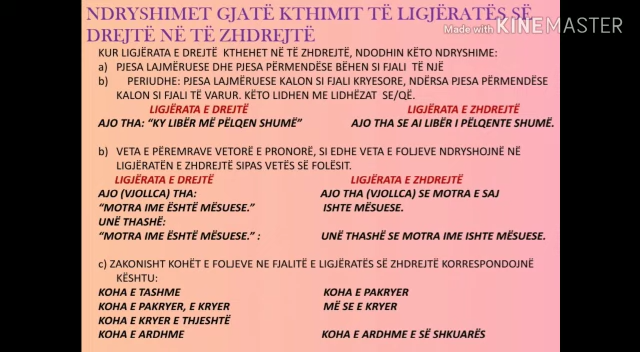 NDRYSHIMET GJATË KTHIMIT TË LIGJËRATËS SË
DREJTË NË TË ZHDREJTË
Made with KINEMASTER
KUR LIGJËRATA E DREJTË KTHEHET NË TË ZHDREJTË, NDODHIN KËTO NDRYSHIME:
a) PJESA LAJMËRUESE DHE PJESA PËRMENDËSE BËHEN SI FJALI TË NJË
b) PERIUDHE: PJESA LAJMËRUESE KALON SI FJALI KRYESORE, NDËRSA PJESA PËRMENDËSE
KALON SI FJALI TË VARUR. KËTO LIDHEN ME LIDHËZAT SE/QË.
LIGJËRATA E DREJTË LIGJËRATA E ZHDREJTË
AJO THA: “KY LIBËR MË PËLQEN SHUMË” AJO THA SE AI LIBËR I PËLQENTE SHUMË.
b) VETA E PËREMRAVE VETORË E PRONORË, SI EDHE VETA E FOLJEVE NDRYSHOJNË NË
LIGJËRATËN E ZHDREJTË SIPAS VETËS SË FOLËSIT.
LIGJËRATA E DREJTË LIGJËRATA E ZHDREJTË
AJO (VJOLLCA) THA: AJO THA (VJOLLCA) SE MOTRA E SAJ
“MOTRA IME ËSHTË MËSUESE.” ISHTE MËSUESE.
UNË THASHË:
“MOTRA IME ËSHTË MËSUESE.” : UNË THASHË SE MOTRA IME ISHTE MËSUESE.
c) ZAKONISHT KOHËT E FOLJEVE NE FJALITË E LIGJËRATËS SË ZHDREJTË KORRESPONDOJNË
KËSHTU:
KOHA E TASHME KOHA E PAKRYER
KOHA E PAKRYER, E KRYER MË SE E KRYER
KOHA E KRYER E THJESHTË
KOHA E ARDHME KOHA E ARDHME E SË SHKUARËS